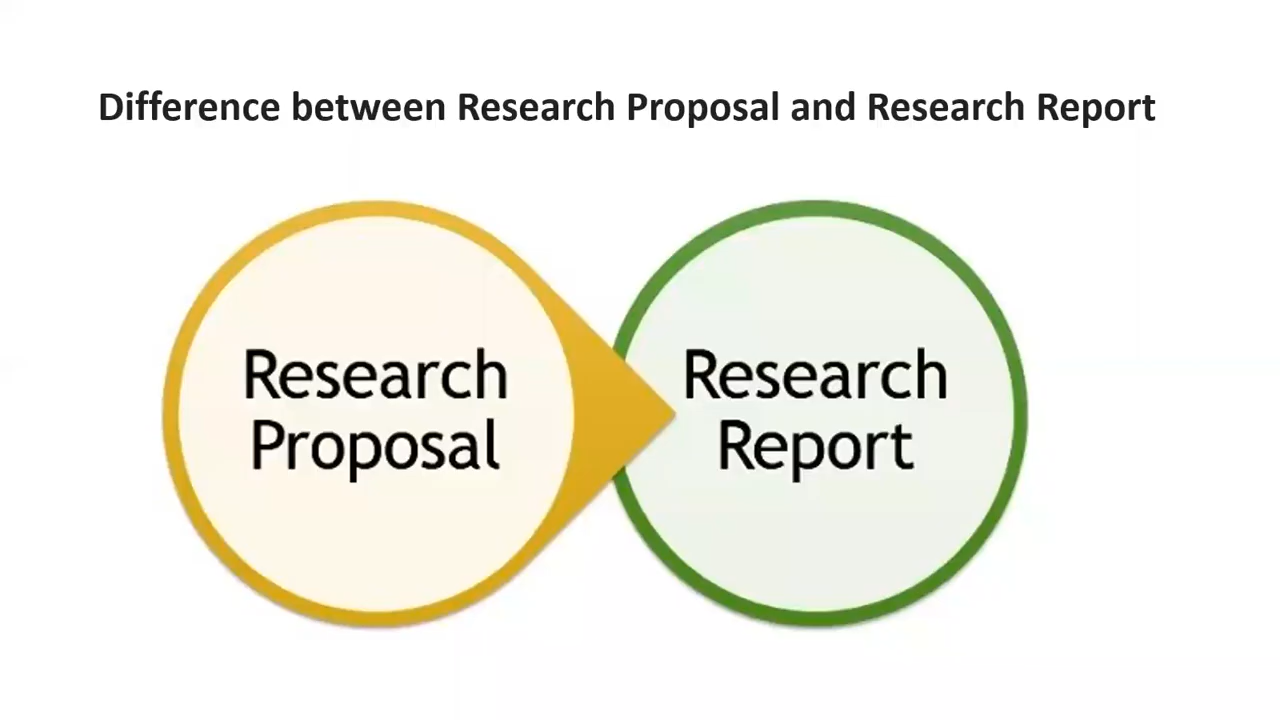 Difference between Research Proposal and Research Report
Research
Proposal
Research
Report